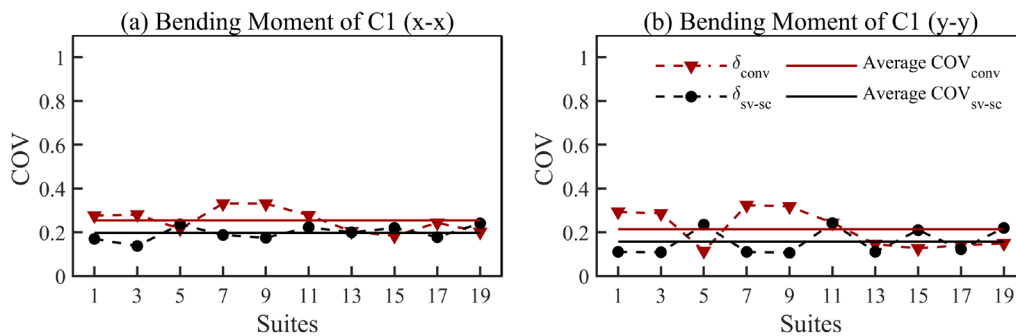 (a) Bending Moment of C1 (x-x)
1
0.8
0.6
0.4
0.2
0
COV
1 3 5 7 9 11 13 15 17 19
Suites
(b) Bending Moment of C1 (y-y)
δconv Average COVconv
δsv-sc Average COVsv-sc
1
0.8
0.6
0.4
0.2
0
COV
1 3 5 7 9 11 13 15 17 19
Suites